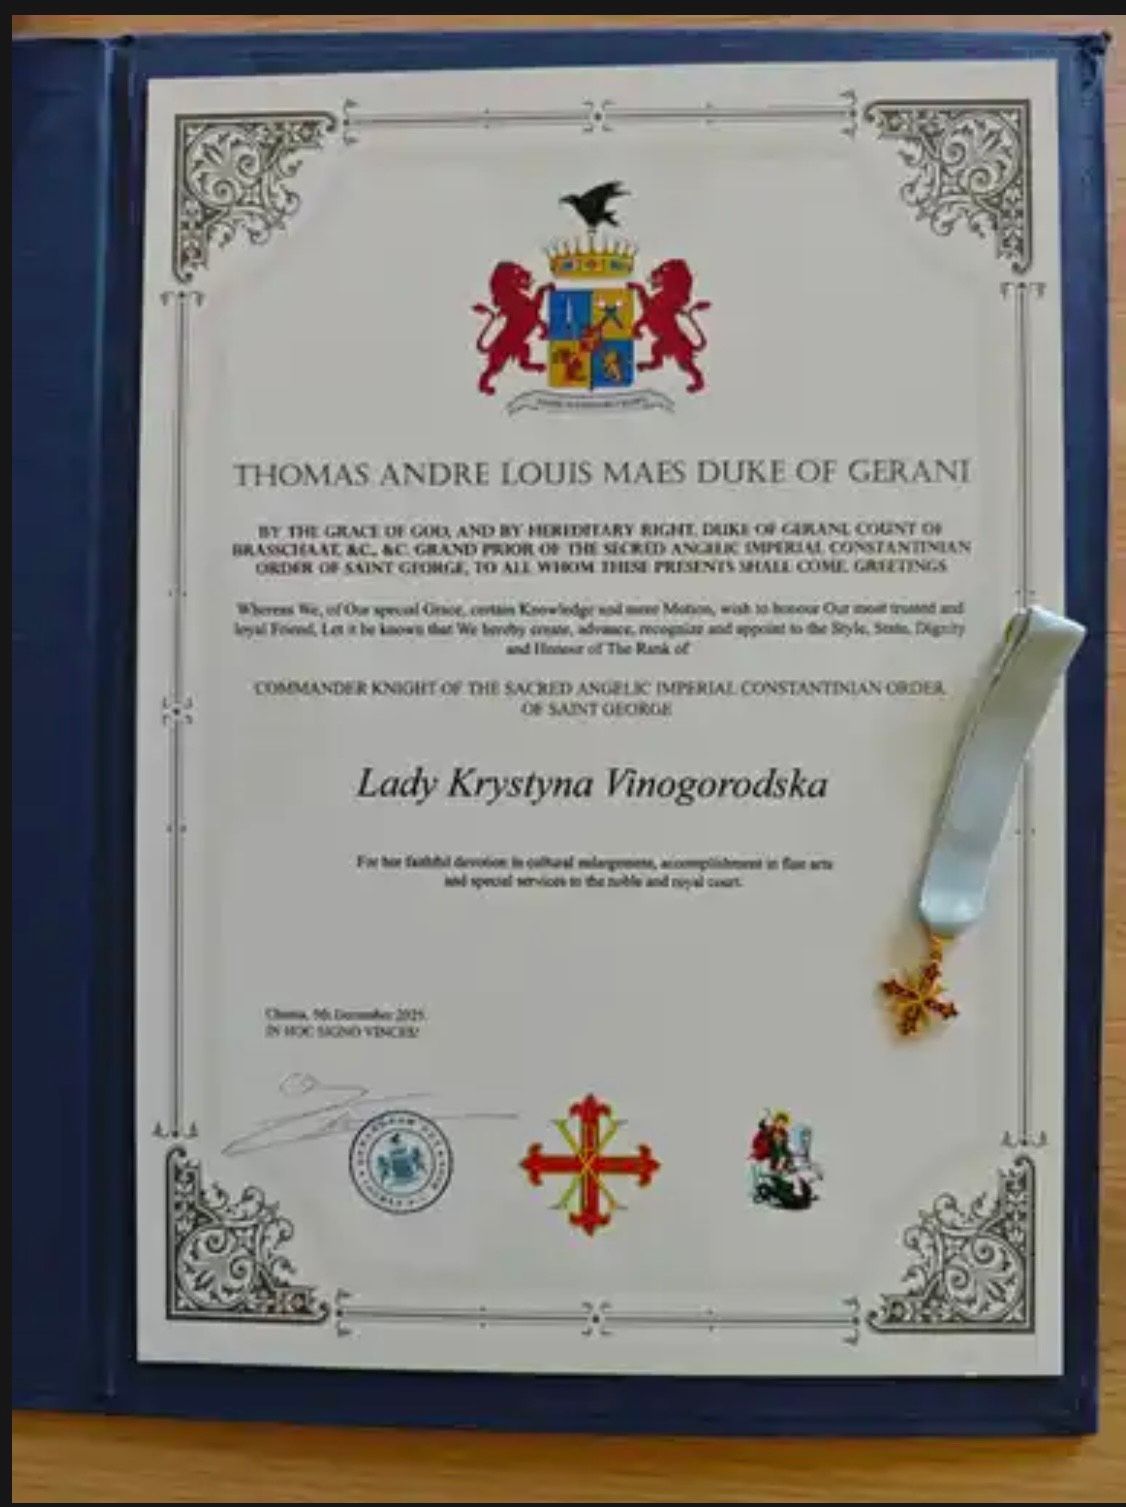 THOMAS ANDRE LOUIS MAES DUKE OF GERANI
BY THE GRACE OF GOD, AND BY HEREDITARY RIGHT, DUKE OF GERANI, COUNT OF
BRASSCHAAT, &C., &C. GRAND PRIOR OF THE SECRED ANGELIC IMPERIAL CONSTANTINIAN
ORDER OF SAINT GEORGE, TO ALL WHOM THESE PRESENTS SHALL COME, GREETINGS
Whereas We, of Our special Grace, certain Knowledge and mere Motion, wish to honour Our most trusted and
loyal Friend, Let it be known that We hereby create, advance, recognize and appoint to the Style, State, Dignity
and Honour of The Rank of
COMMANDER KNIGHT OF THE SACRED ANGELIC IMPERIAL CONSTANTINIAN ORDER
OF SAINT GEORGE
Lady Krystyna Vinogorodska
For her faithful devotion in cultural enlargement, accomplishment in fine arts
and special services to the noble and royal court.
5th December 2025
IN HOC SIGNO VINCES!